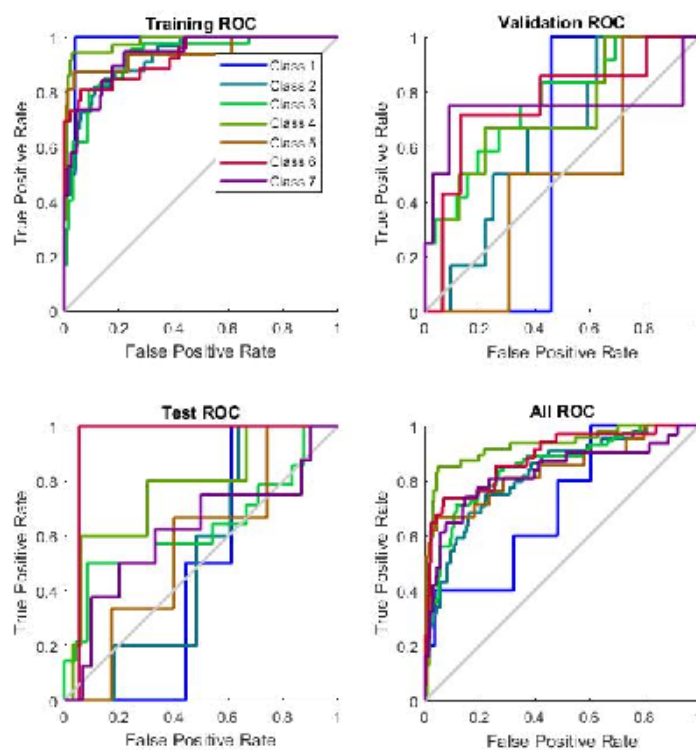 Training ROC
True Positive Rate
1
0.8
0.6
0.4
0.2
0
0 0.2 0.4 0.6 0.8 1
False Positive Rate
Class 1
Class 2
Class 3
Class 4
Class 5
Class 6
Class 7
Validation ROC
True Positive Rate
1
0.8
0.6
0.4
0.2
0
0 0.2 0.4 0.6 0.8 1
False Positive Rate
Test ROC
True Positive Rate
1
0.8
0.6
0.4
0.2
0
0 0.2 0.4 0.6 0.8 1
False Positive Rate
All ROC
True Positive Rate
1
0.8
0.6
0.4
0.2
0
0 0.2 0.4 0.6 0.8 1
False Positive Rate